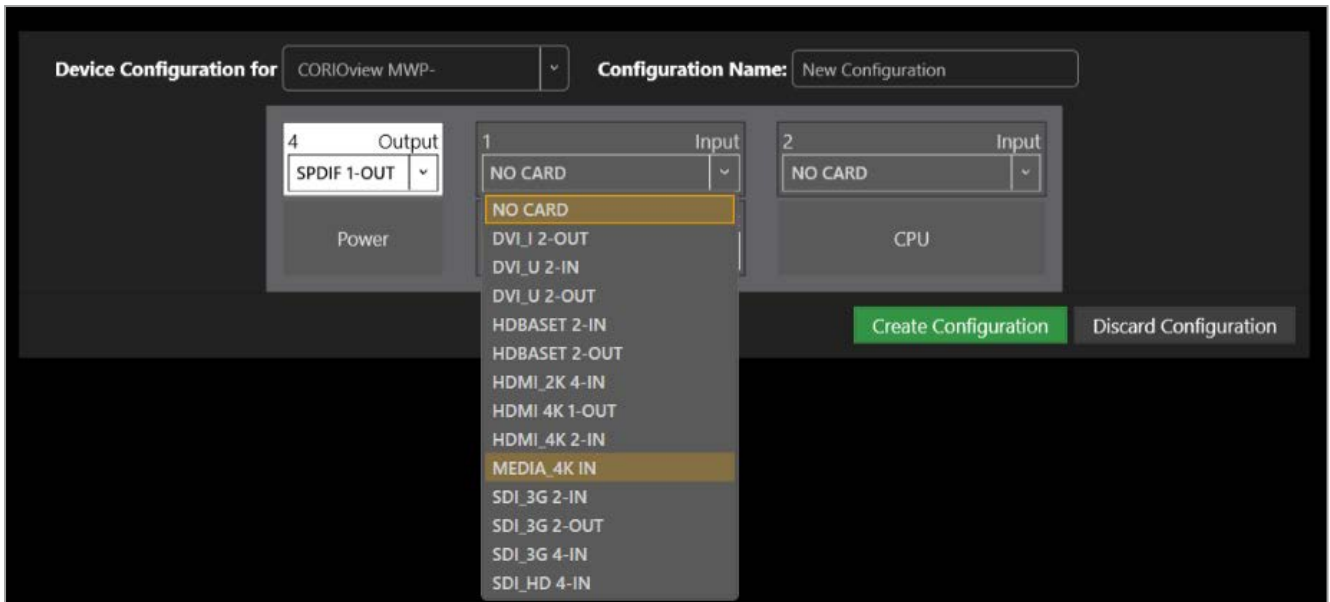 Device Configuration for CORIOview MWP- Configuration Name: New Configuration
4 Output 1 Input 2 Input
SPDIF 1-OUT NO CARD NO CARD
NO CARD
Power CPU
DVI_I 2-OUT
DVI_U 2-IN
DVI_U 2-OUT
HDBASET 2-IN
Create Configuration Discard Configuration
HDBASET 2-OUT
HDMI_2K 4-IN
HDMI 4K 1-OUT
HDMI_4K 2-IN
MEDIA_4K IN
SDI_3G 2-IN
SDI_3G 2-OUT
SDI_3G 4-IN
SDI_HD 4-IN